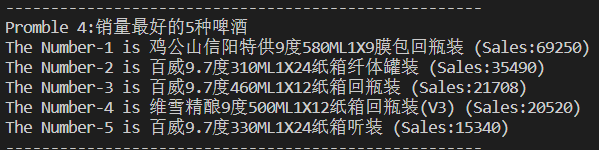 --------------------------------------------------
Promble 4:销量最好的5种啤酒
The Number-1 is 鸡公山信阳特供9度580ML1X9膜包回瓶装 (Sales:69250)
The Number-2 is 百威9.7度310ML1X24纸箱纤体罐装 (Sales:35490)
The Number-3 is 百威9.7度460ML1X12纸箱回瓶装 (Sales:21708)
The Number-4 is 维雪精酿9度500ML1X12纸箱回瓶装(V3) (Sales:20520)
The Number-5 is 百威9.7度330ML1X24纸箱听装 (Sales:15340)
--------------------------------------------------